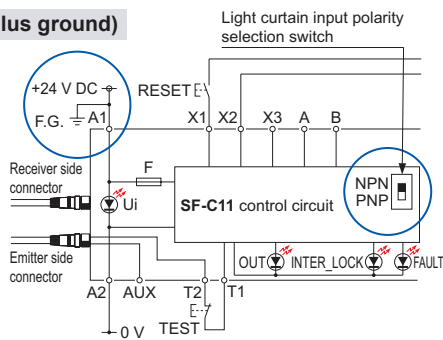 lus ground)
Light curtain input polarity
selection switch
+24 V DC
RESET
F.G.
A1
X1
X2
X3
A
B
Receiver side
connector
F
Ui
SF-C11 control circuit
NPN
PNP
Emitter side
connector
OUT
INTER_LOCK
FAULT
A2
AUX
T2
T1
TEST
0 V